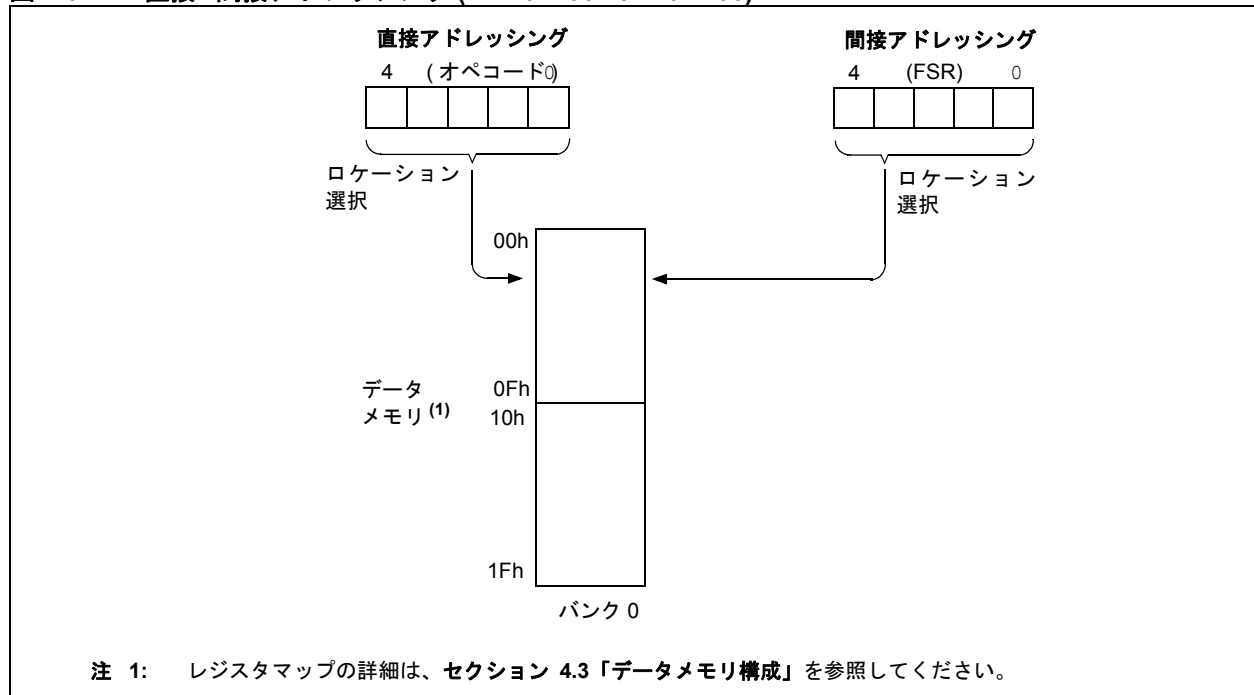 直接アドレッシング
4 (オペコード0)
ロケーション
選択
間接アドレッシング
4 (FSR) 0
ロケーション
選択
00h
データ
メモリ(1)
0Fh
10h
1Fh
バンク 0
注 1: レジスタマップの詳細は、セクション 4.3「データメモリ構成」を参照してください。